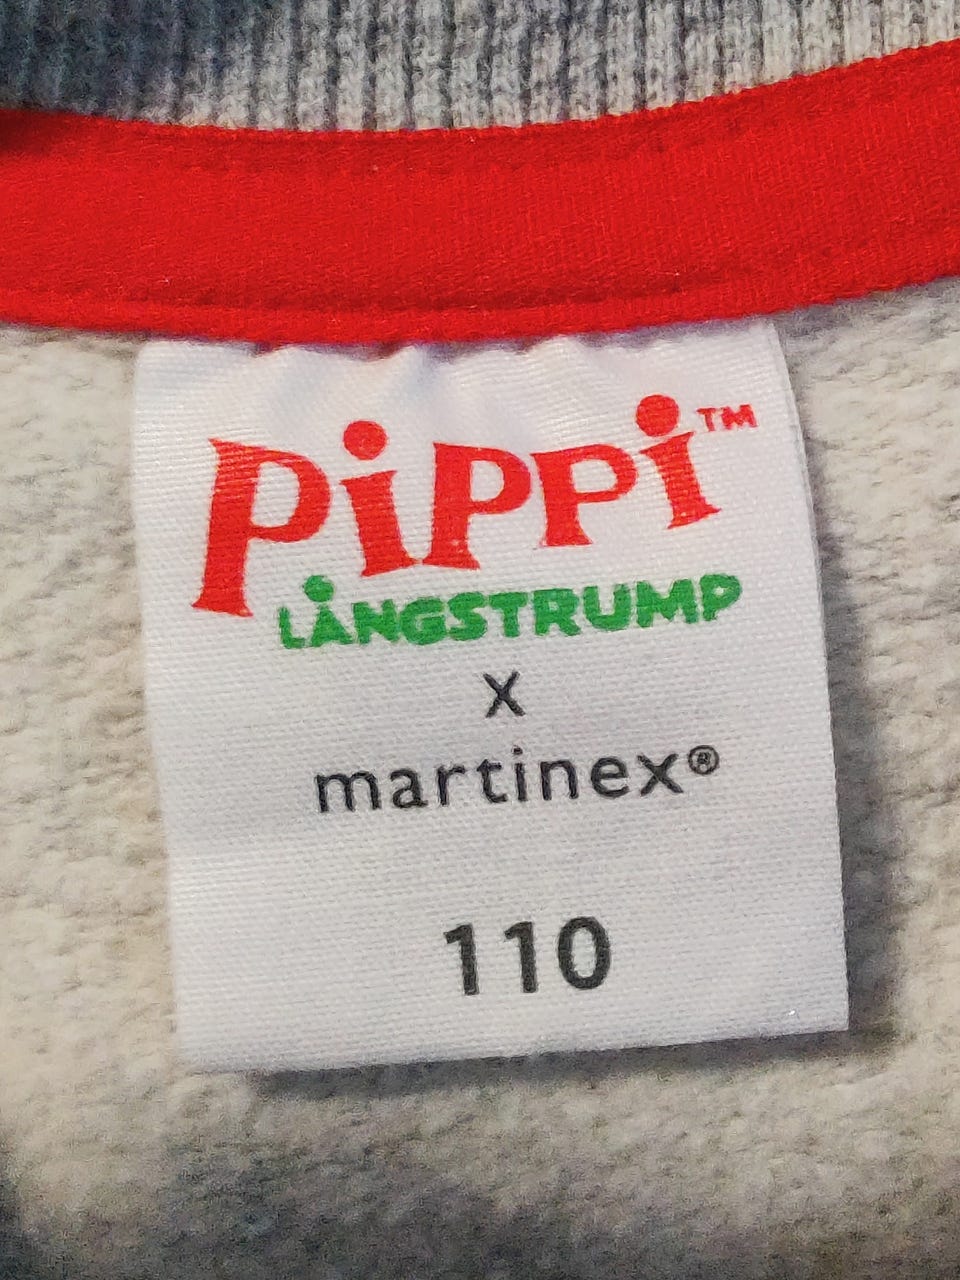 Pippi™
LÅNGSTRUMP
x
martinex®
110